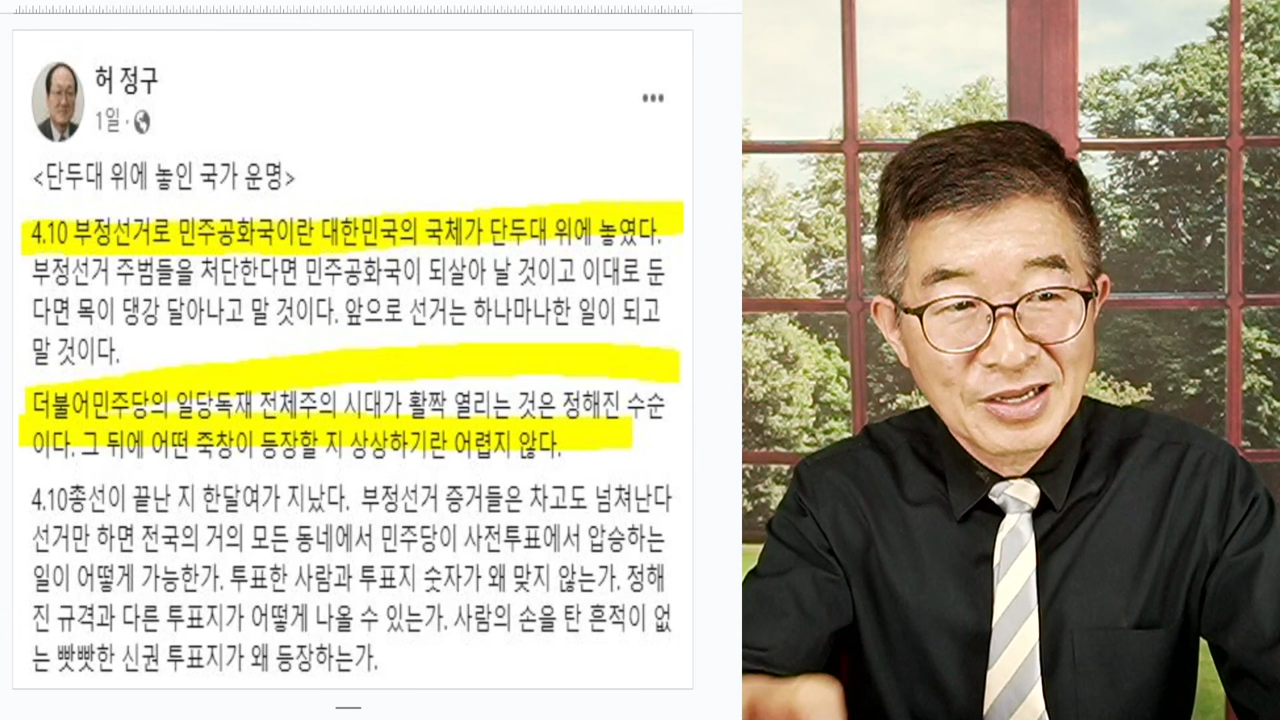 허 정구
1일 ·
<단두대 위에 놓인 국가 운명>
4.10 부정선거로 민주공화국이란 대한민국의 국체가 단두대 위에 놓였다.
부정선거 주범들을 처단한다면 민주공화국이 되살아 날 것이고 이대로 둔
다면 목이 댕강 달아나고 말 것이다. 앞으로 선거는 하나마나한 일이 되고
말 것이다.
더불어민주당의 일당독재 전체주의 시대가 활짝 열리는 것은 정해진 수순
이다. 그 뒤에 어떤 죽창이 등장할 지 상상하기란 어렵지 않다.
4.10총선이 끝난 지 한달여가 지났다. 부정선거 증거들은 차고도 넘쳐난다
선거만 하면 전국의 거의 모든 동네에서 민주당이 사전투표에서 압승하는
일이 어떻게 가능한가. 투표한 사람과 투표지 숫자가 왜 맞지 않는가. 정해
진 규격과 다른 투표지가 어떻게 나올 수 있는가. 사람의 손을 탄 흔적이 없
는 빳빳한 신권 투표지가 왜 등장하는가.